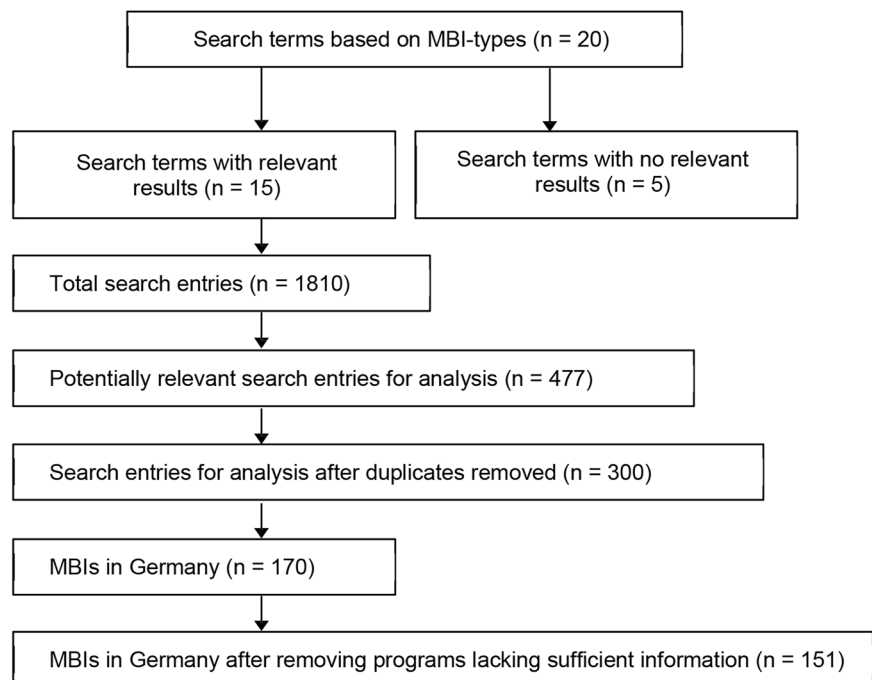 Search terms based on MBI-types (n = 20)
Search terms with relevant
results (n = 15)
Search terms with no relevant
results (n = 5)
Total search entries (n = 1810)
Potentially relevant search entries for analysis (n = 477)
Search entries for analysis after duplicates removed (n = 300)
MBIs in Germany (n = 170)
MBIs in Germany after removing programs lacking sufficient information (n = 151)